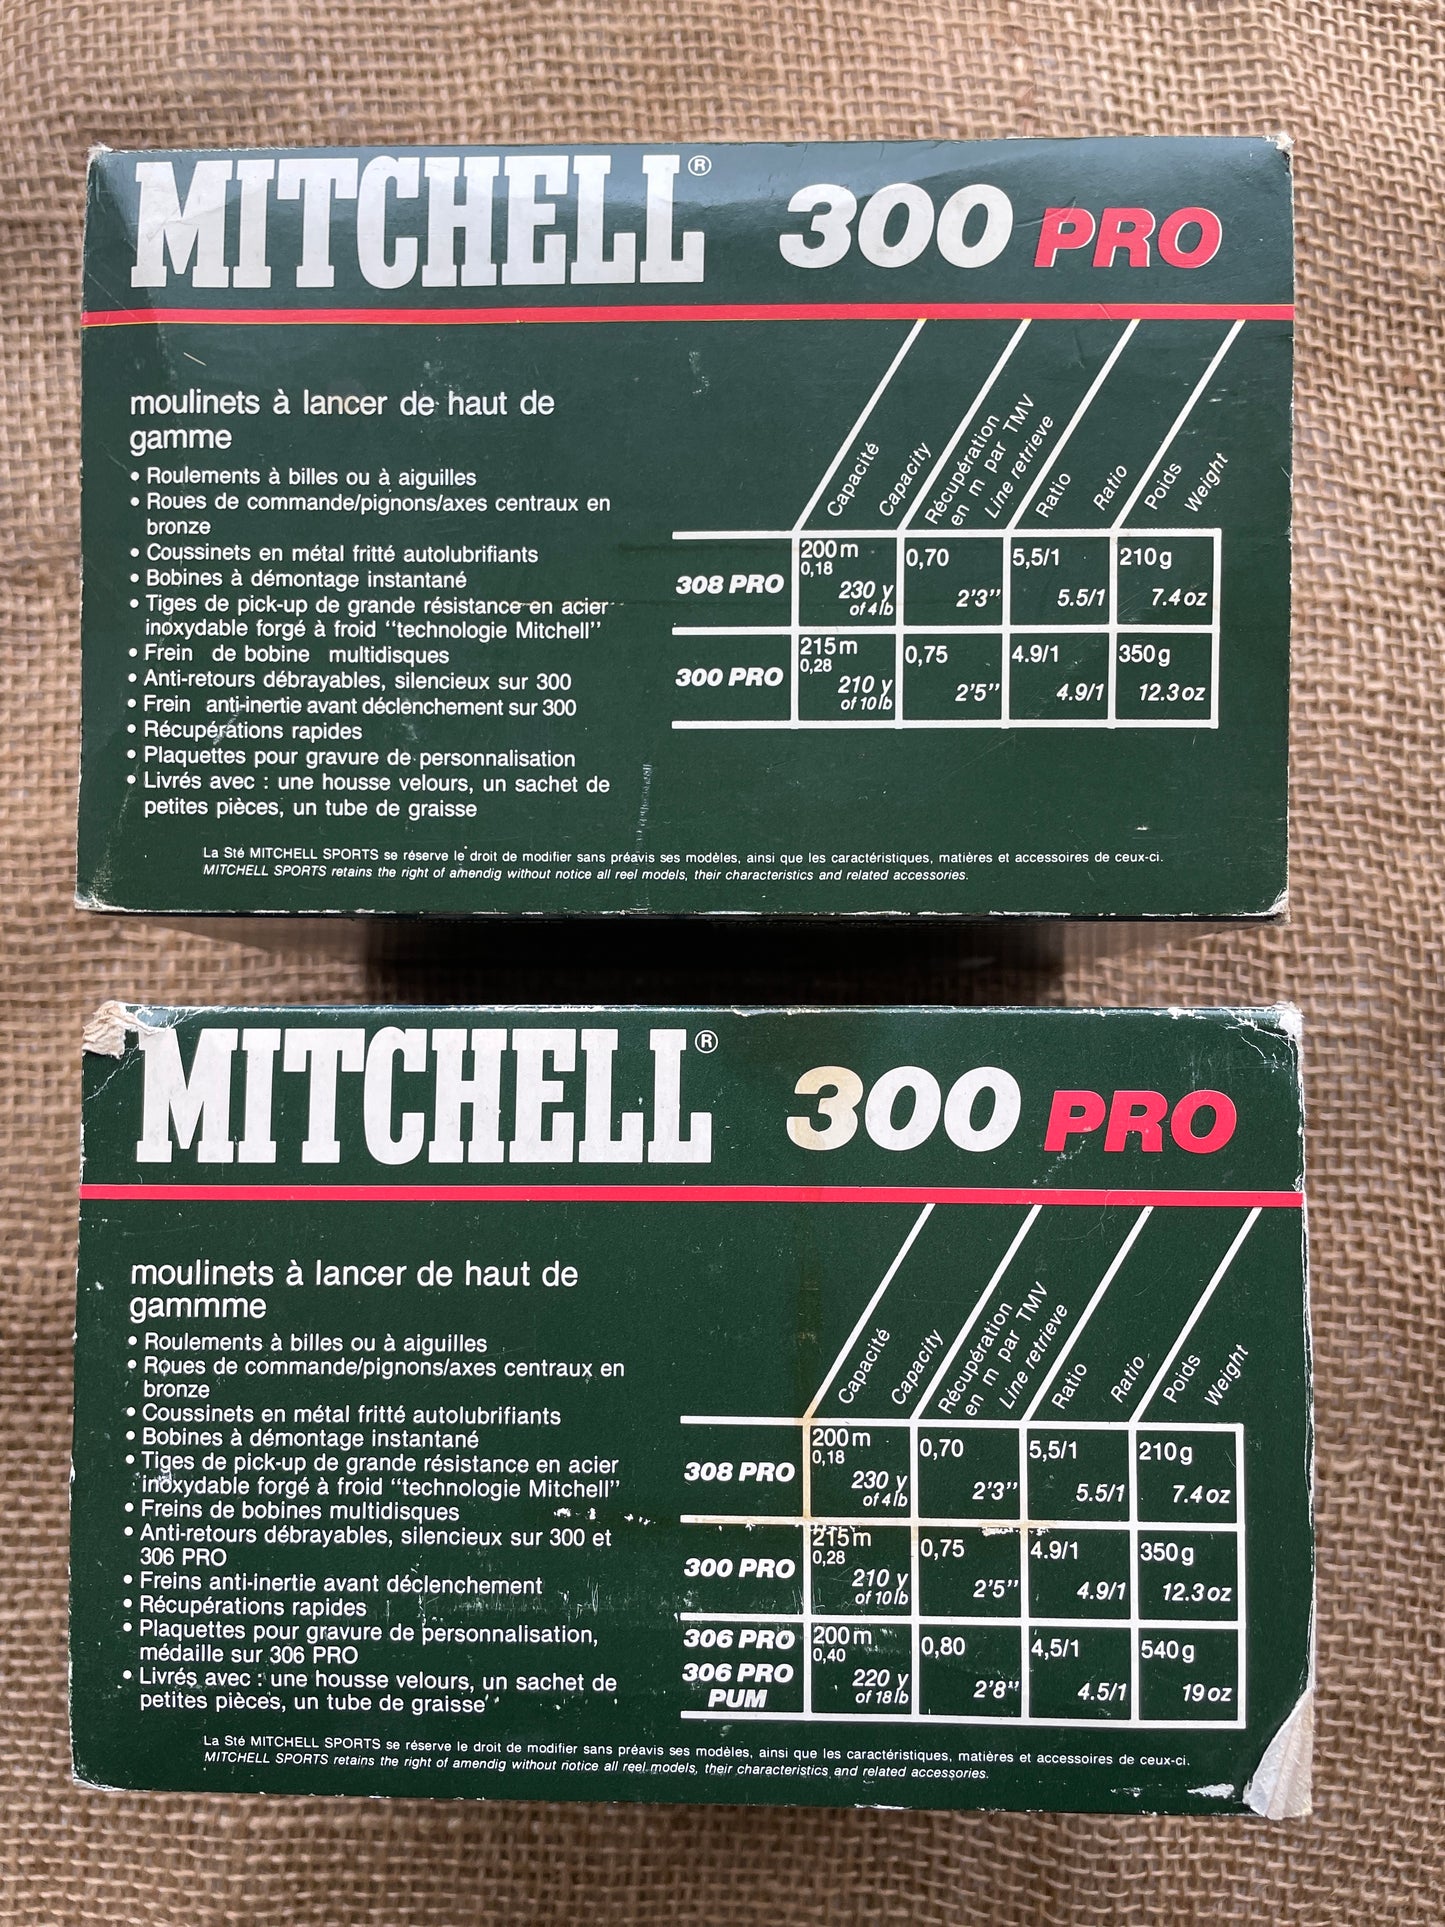 MITCHELL® 300 PRO
moulinets à lancer de haut de
gamme
• Roulements à billes ou à aiguilles
• Roues de commande/pignons/axes centraux en
bronze
• Coussinets en métal fritté autolubrifiants
• Bobines à démontage instantané
• Tiges de pick-up de grande résistance en acier
inoxydable forgé à froid "technologie Mitchell"
• Frein de bobine multidisques
• Anti-retours débrayables, silencieux sur 300
• Frein anti-inertie avant déclenchement sur 300
• Récupérations rapides
• Plaquettes pour gravure de personnalisation
• Livrés avec : une housse velours, un sachet de
petites pièces, un tube de graisse
Capacité
Capacity
Récupération
en m par TMV
Line retrieve
Ratio
Ratio
Poids
Weight
308 PRO
200 m
0,18
230 y
of 4 lb
0,70
2'3''
5,5/1
5.5/1
210 g
7.4 oz
300 PRO
215 m
0,28
210 y
of 10 lb
0,75
2'5''
4.9/1
4.9/1
350 g
12.3 oz
La Sté MITCHELL SPORTS se réserve le droit de modifier sans préavis ses modèles, ainsi que les caractéristiques, matières et accessoires de ceux-ci.
MITCHELL SPORTS retains the right of amendig without notice all reel models, their characteristics and related accessories.
MITCHELL® 300 PRO
moulinets à lancer de haut de
gammme
• Roulements à billes ou à aiguilles
• Roues de commande/pignons/axes centraux en
bronze
• Coussinets en métal fritté autolubrifiants
• Bobines à démontage instantané
• Tiges de pick-up de grande résistance en acier
inoxydable forgé à froid "technologie Mitchell"
• Freins de bobines multidisques
• Anti-retours débrayables, silencieux sur 300 et
306 PRO
• Freins anti-inertie avant déclenchement
• Récupérations rapides
• Plaquettes pour gravure de personnalisation,
médaille sur 306 PRO
• Livrés avec : une housse velours, un sachet de
petites pièces, un tube de graisse
Capacité
Capacity
Récupération
en m par TMV
Line retrieve
Ratio
Ratio
Poids
Weight
308 PRO
200 m
0,18
230 y
of 4 lb
0,70
2'3''
5,5/1
5.5/1
210 g
7.4 oz
300 PRO
215 m
0,28
210 y
of 10 lb
0,75
2'5''
4.9/1
4.9/1
350 g
12.3 oz
306 PRO
306 PRO
PUM
200 m
0,40
220 y
of 18 lb
0,80
2'8''
4,5/1
4.5/1
540 g
19 oz
La Sté MITCHELL SPORTS se réserve le droit de modifier sans préavis ses modèles, ainsi que les caractéristiques, matières et accessoires de ceux-ci.
MITCHELL SPORTS retains the right of amendig without notice all reel models, their characteristics and related accessories.